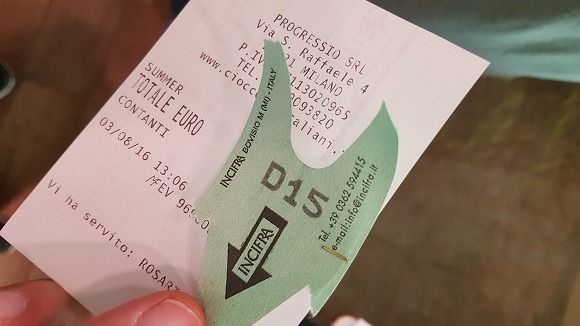 PROGRESSIO SRL
Via S. Raffaele 4
MILANO
TEL.
SUMMER
TOTALE EURO
CONTANTI
03/08/16 13:06
Vi ha servito:
INCIFRA BOVISIO M (MI) - ITALY
D15
INCIFRA
Tel. +39 0362 594415
e-mail:info@incifra.it